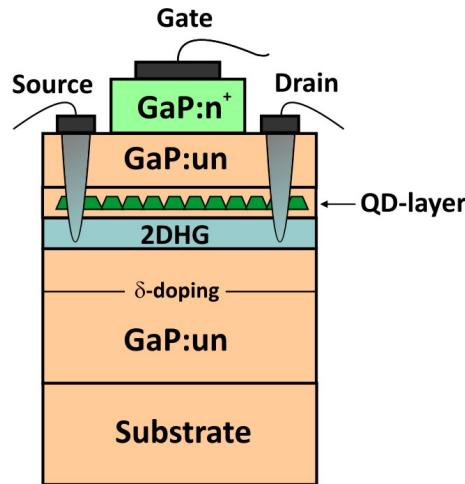 Gate
Source
Drain
GaP:n⁺
GaP:un
QD-layer
2DHG
δ-doping
GaP:un
Substrate